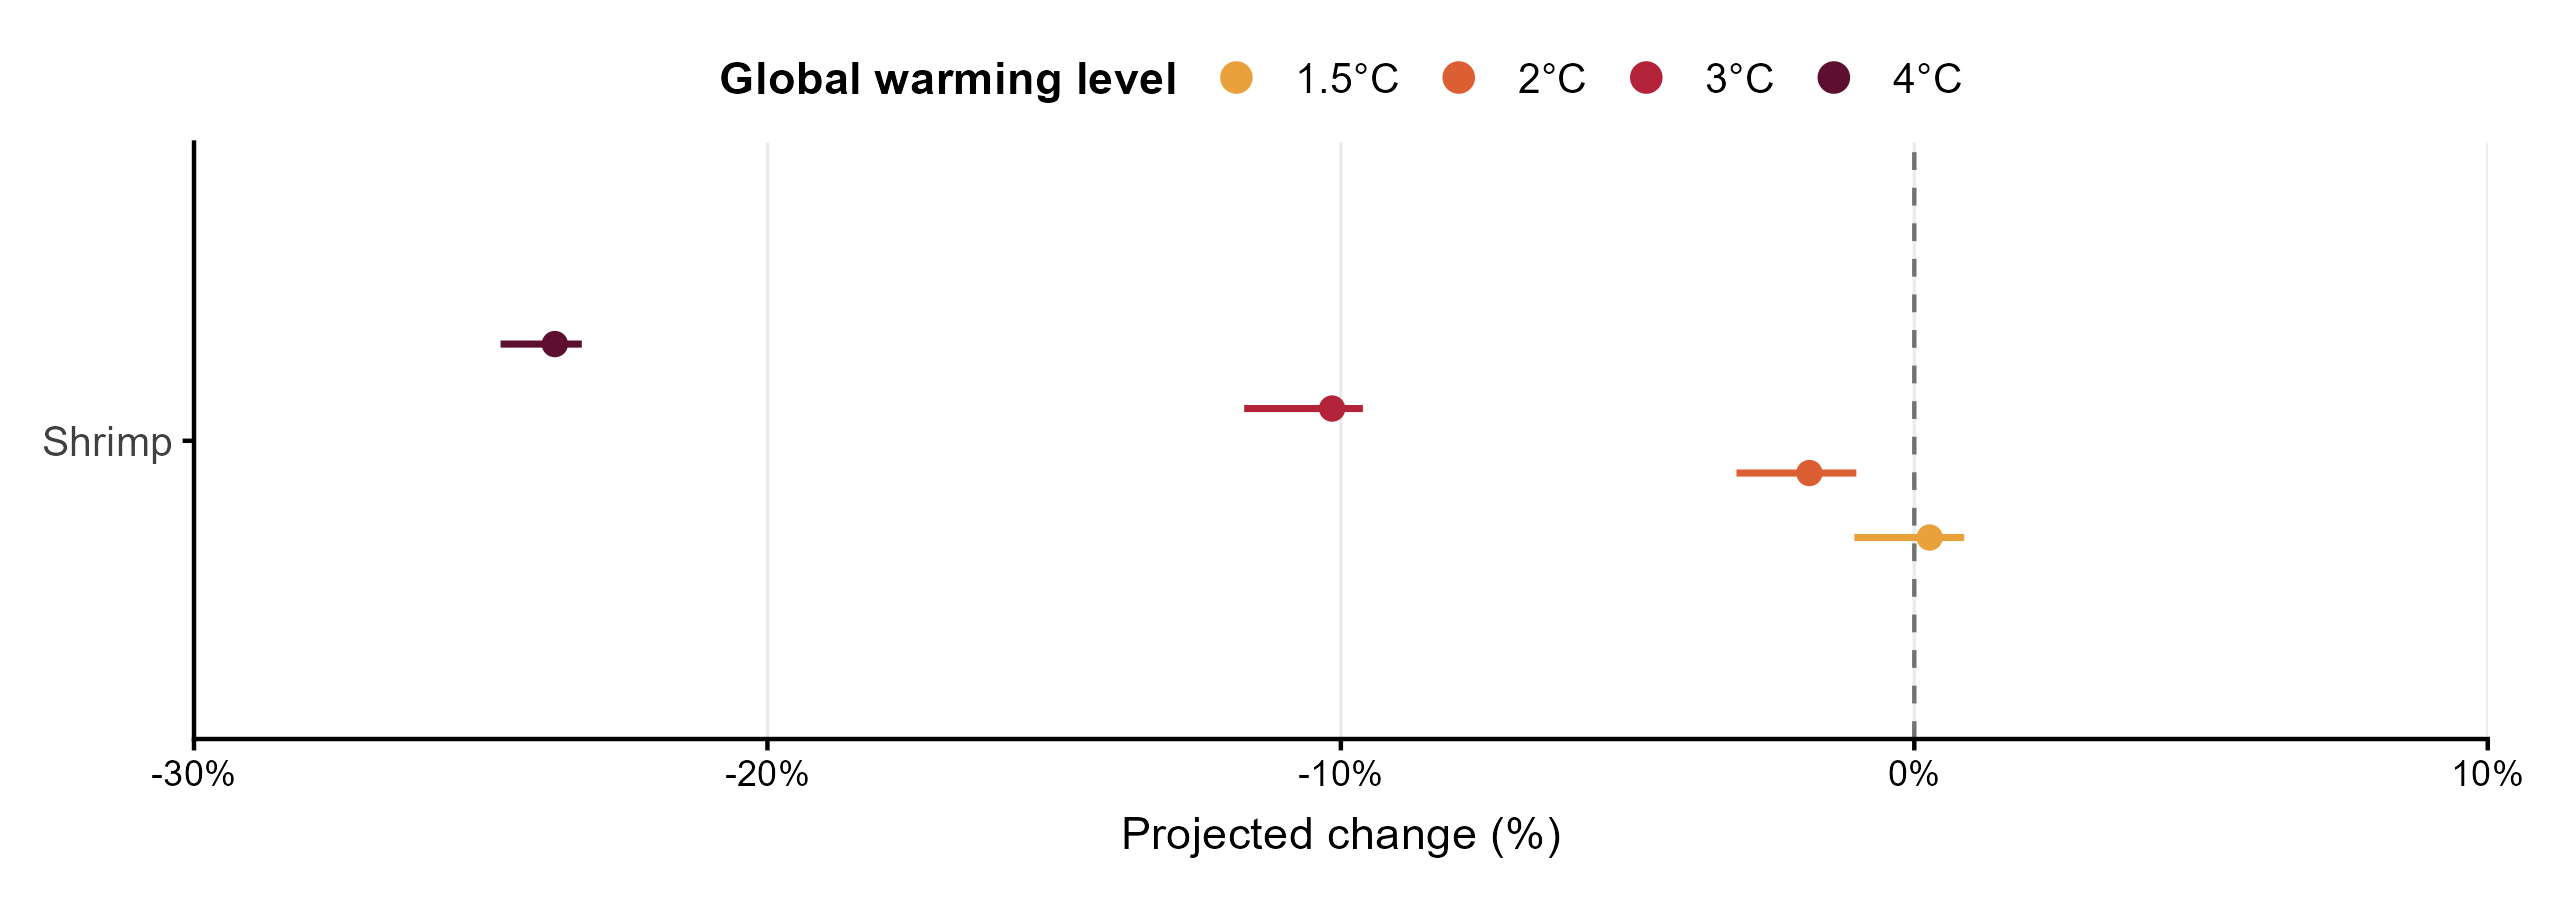 Global warming level 1.5°C 2°C 3°C 4°C
Shrimp
-30% -20% -10% 0% 10%
Projected change (%)